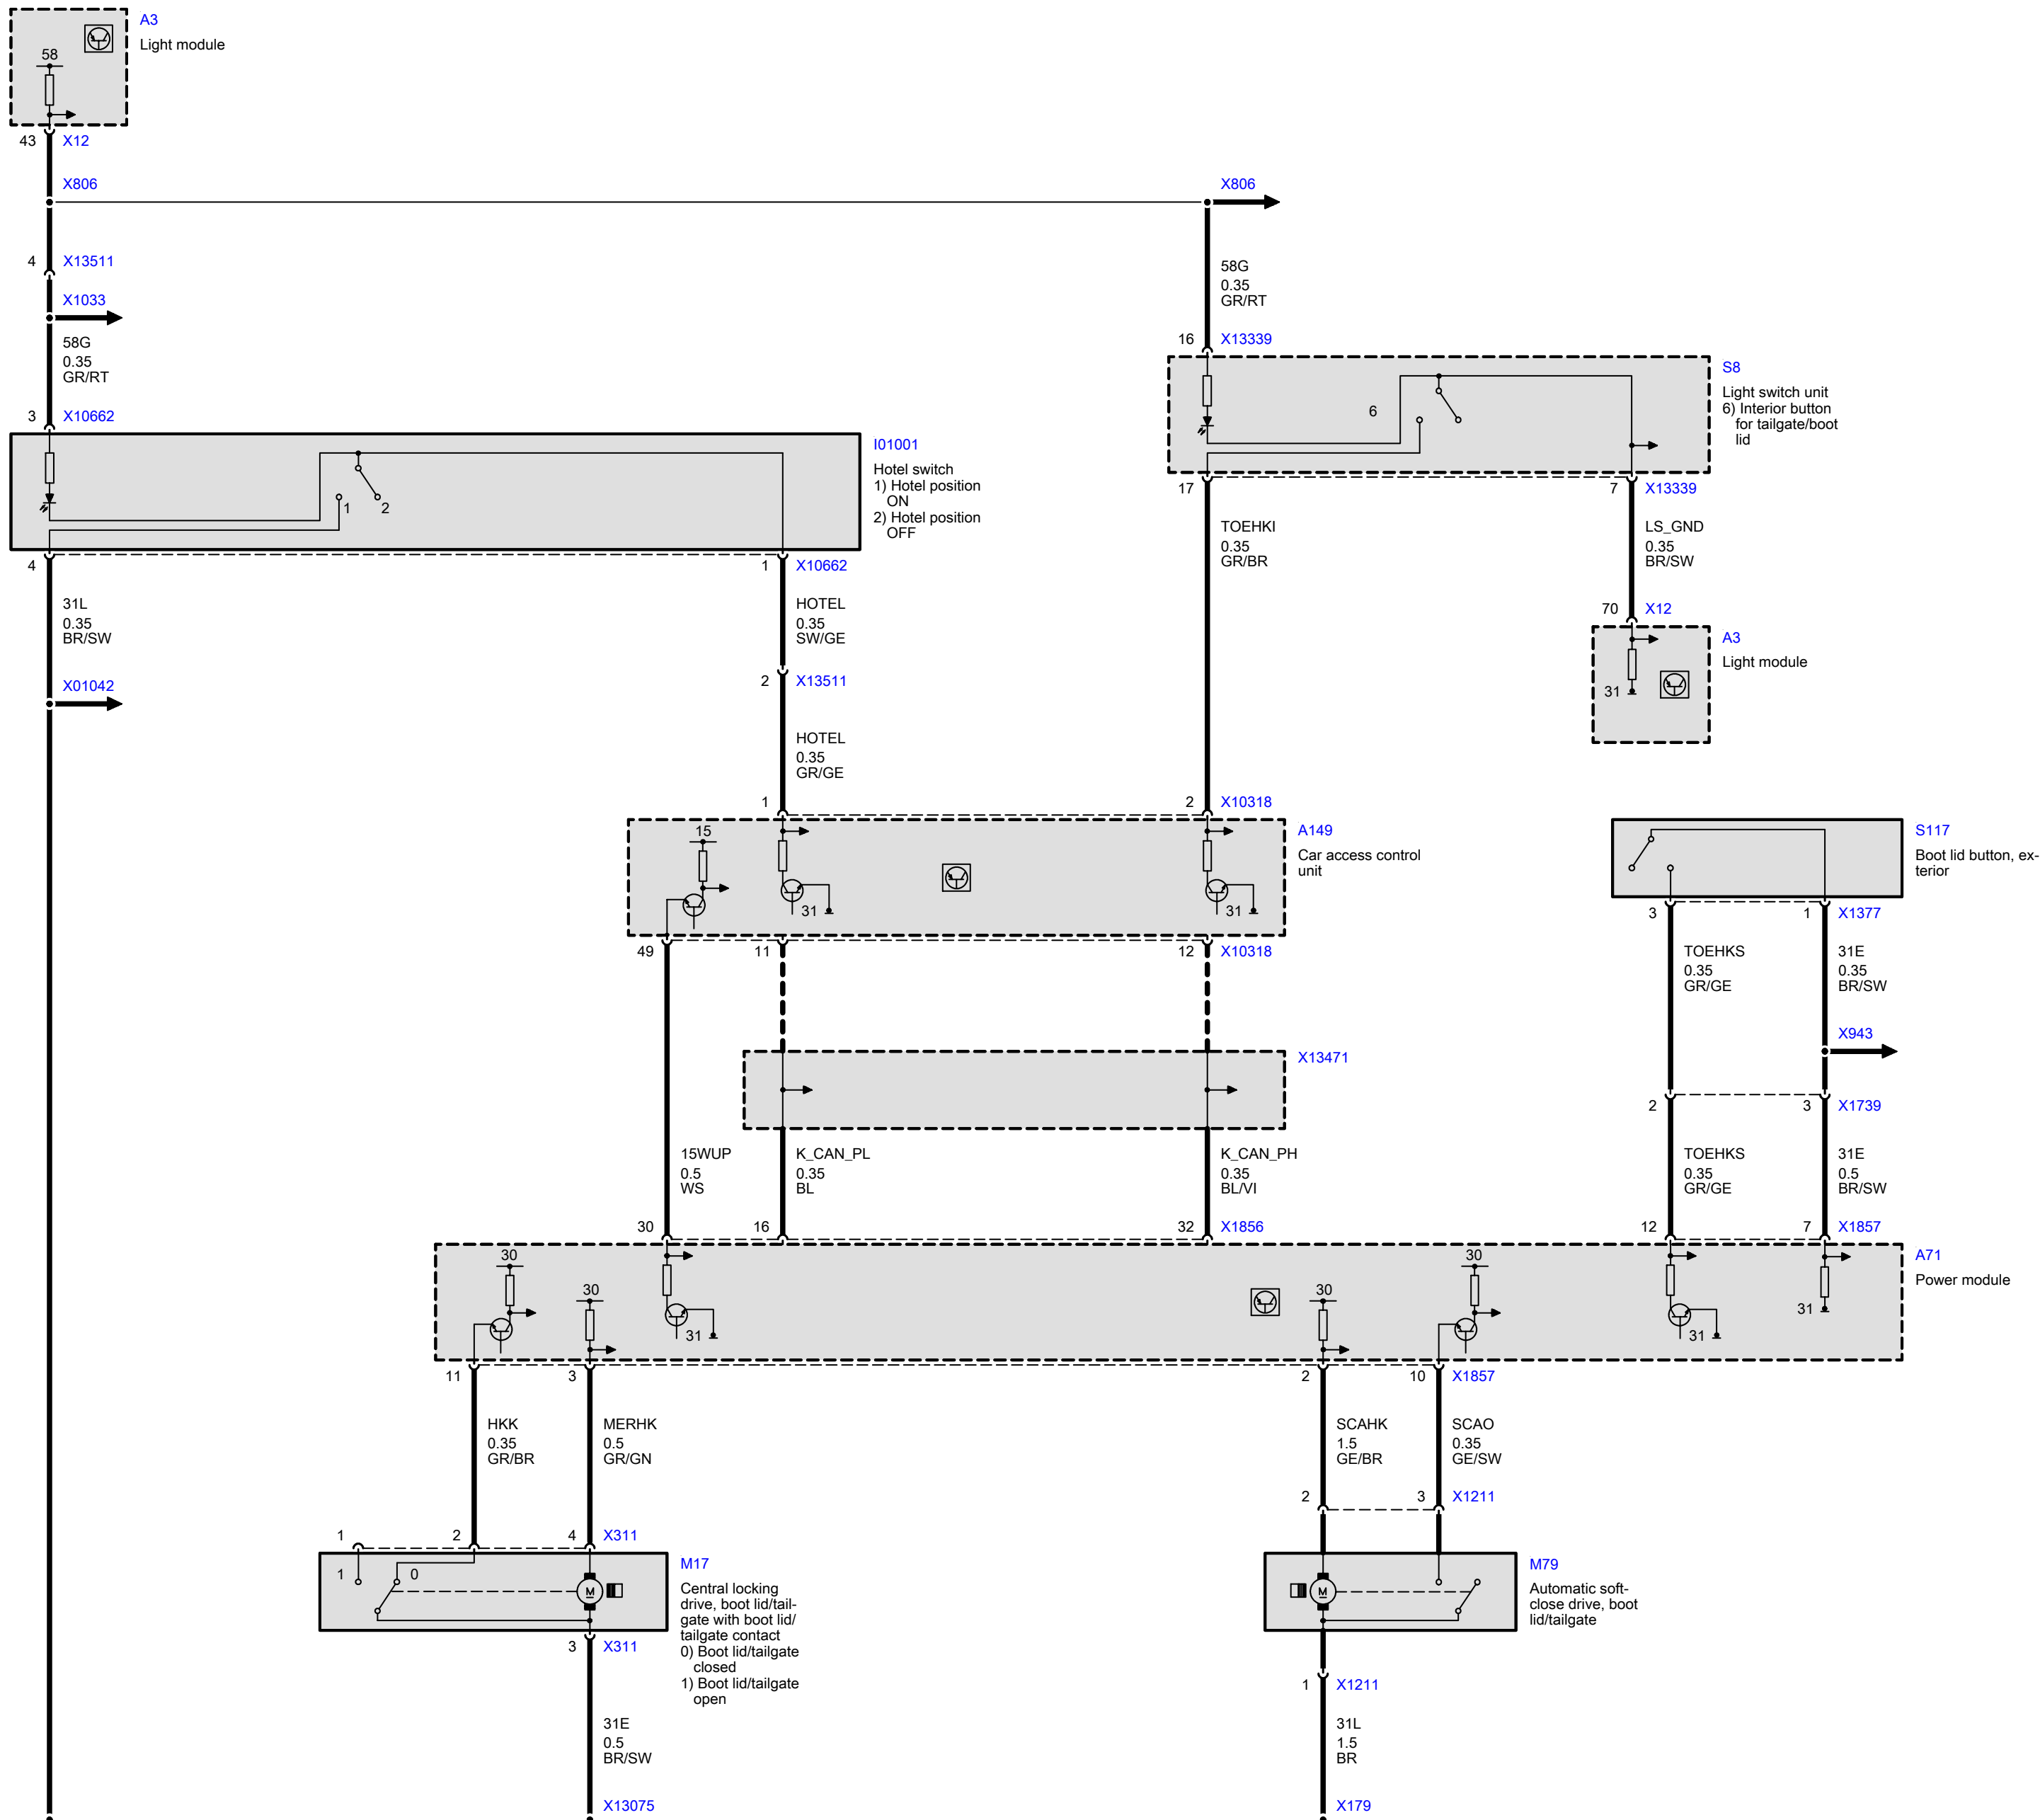 A3
Light module
58
43 X12
X806
X806
4 X13511
X1033
58G
0.35
GR/RT
58G
0.35
GR/RT
16 X13339
3 X10662
S8
Light switch unit
6) Interior button
for tailgate/boot
lid
6
I01001
Hotel switch
1) Hotel position
ON
2) Hotel position
OFF
1 2
17
7 X13339
4
1 X10662
TOEHKI
0.35
GR/BR
LS_GND
0.35
BR/SW
31L
0.35
BR/SW
HOTEL
0.35
SW/GE
70 X12
A3
Light module
31
X01042
2 X13511
HOTEL
0.35
GR/GE
1
2 X10318
15
31
31
A149
Car access control
unit
S117
Boot lid button, ex-
terior
3
1 X1377
49
11
12 X10318
TOEHKS
0.35
GR/GE
31E
0.35
BR/SW
X943
X13471
2
3 X1739
15WUP
0.5
WS
K_CAN_PL
0.35
BL
K_CAN_PH
0.35
BL/VI
TOEHKS
0.35
GR/GE
31E
0.5
BR/SW
30
16
32 X1856
12
7 X1857
30
30
31
30
30
31
31
A71
Power module
11
3
2
10 X1857
HKK
0.35
GR/BR
MERHK
0.5
GR/GN
SCAHK
1.5
GE/BR
SCAO
0.35
GE/SW
2
3 X1211
1
2
4 X311
1
0
M
M17
Central locking
drive, boot lid/tail-
gate with boot lid/
tailgate contact
0) Boot lid/tailgate
closed
1) Boot lid/tailgate
open
M
M79
Automatic soft-
close drive, boot
lid/tailgate
3 X311
1 X1211
31E
0.5
BR/SW
31L
1.5
BR
X13075
X179